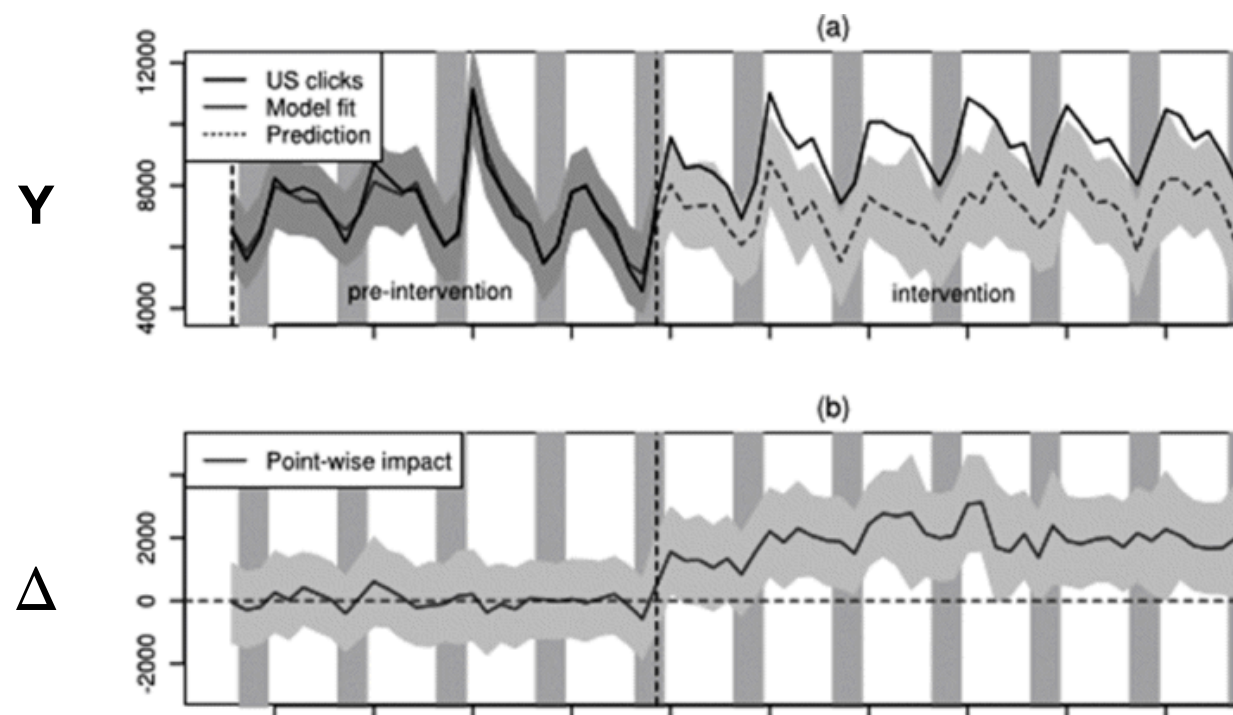 (a)
Y
12000
8000
4000
US clicks
Model fit
Prediction
pre-intervention
intervention
(b)
Δ
2000
0
-2000
Point-wise impact